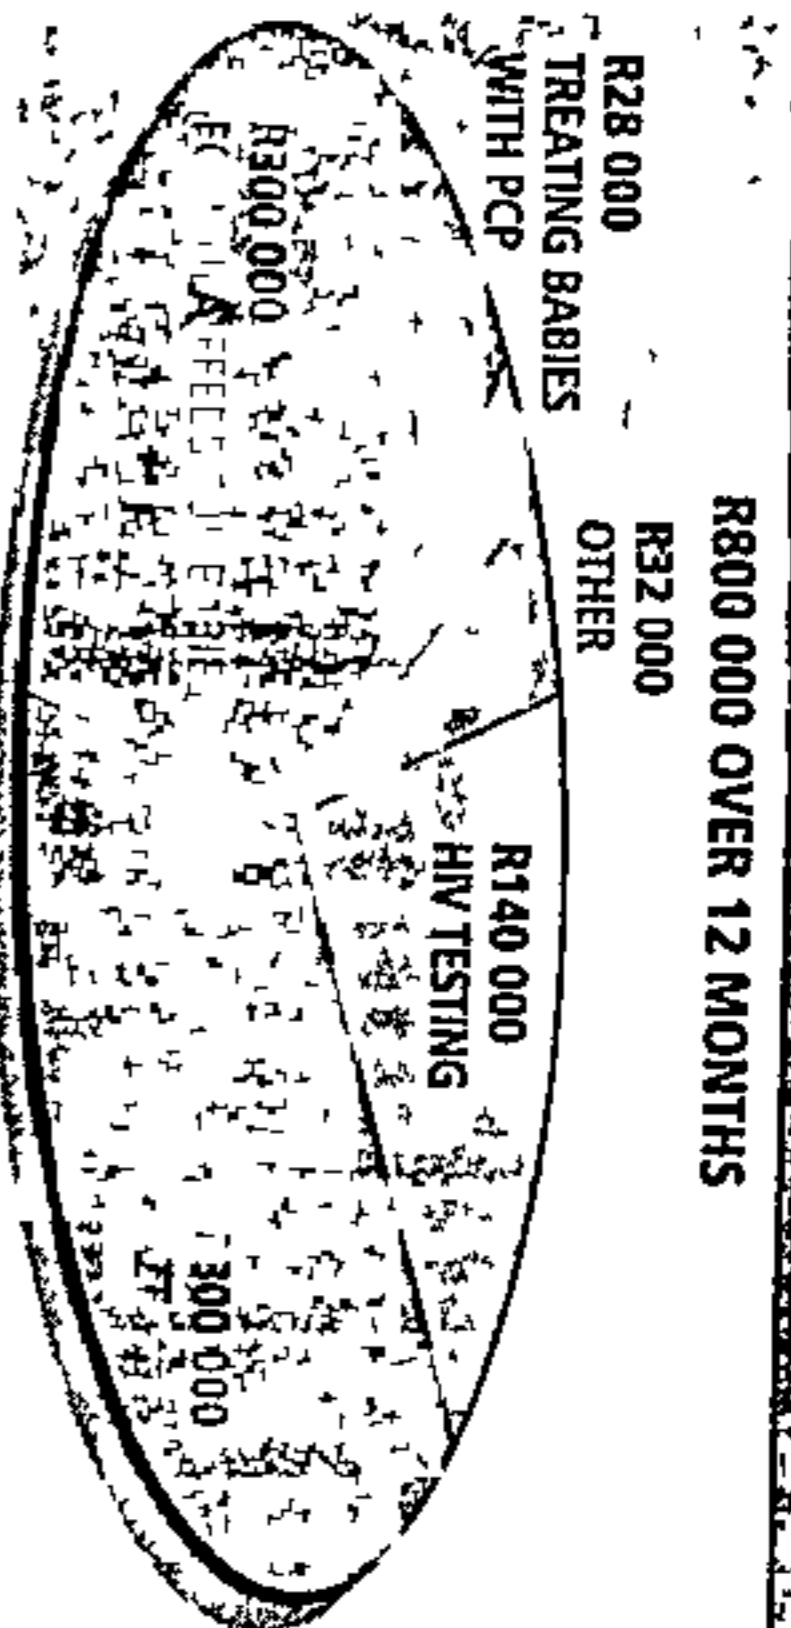 R800 000 OVER 12 MONTHS
R28 000
TREATING BABIES
WITH PCP
R32 000
OTHER
R140 000
HIV TESTING
R300 000
300 000